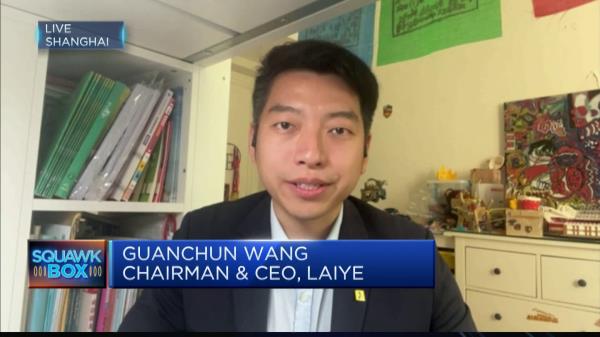 LIVE
SHANGHAI
SQUAWK
BOX
GUANCHUN WANG
CHAIRMAN & CEO, LAIYE